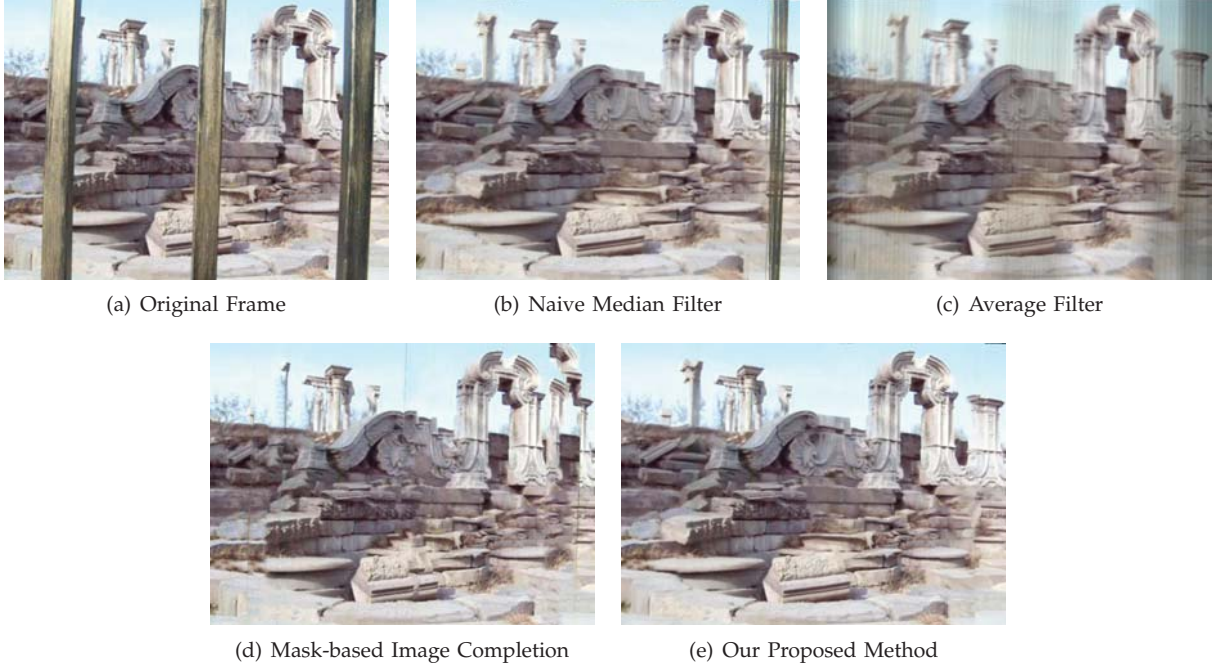 (a) Original Frame
(b) Naive Median Filter
(c) Average Filter
(d) Mask-based Image Completion
(e) Our Proposed Method